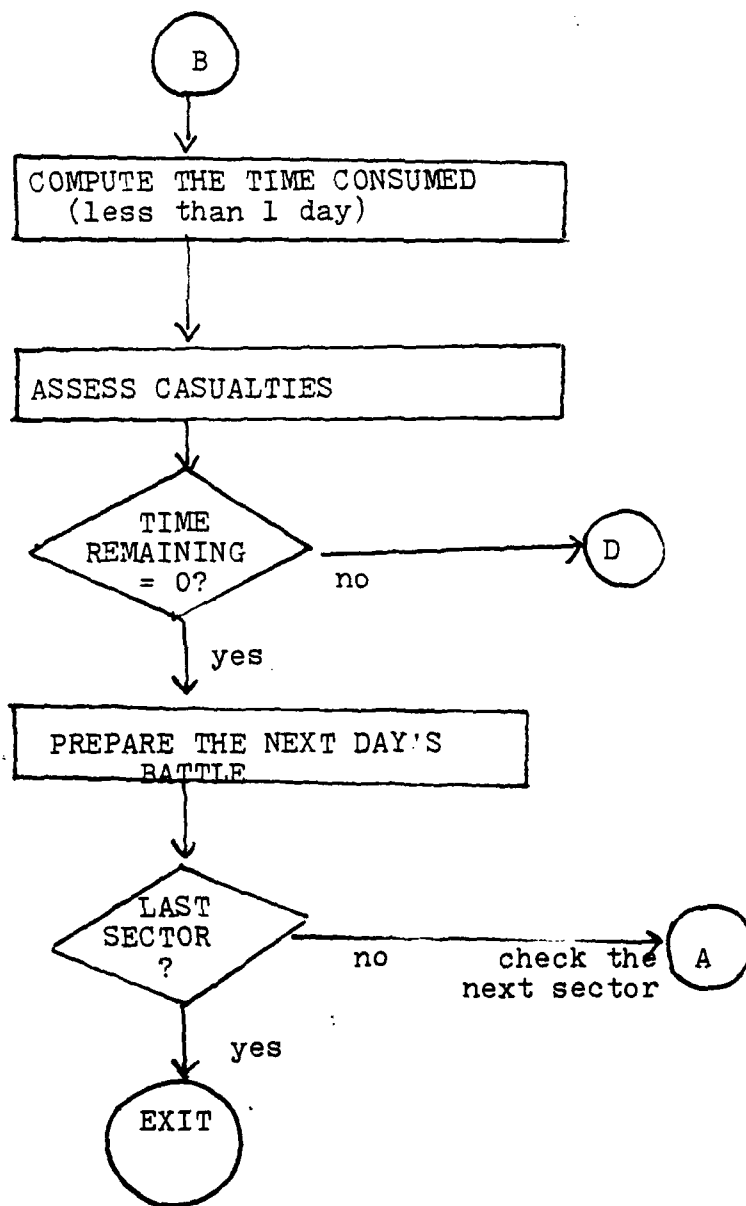 B
COMPUTE THE TIME CONSUMED
(less than 1 day)
ASSESS CASUALTIES
TIME
REMAINING
= 0?
no
D
yes
PREPARE THE NEXT DAY'S
BATTLE
LAST
SECTOR
?
no
check the
next sector
A
yes
EXIT